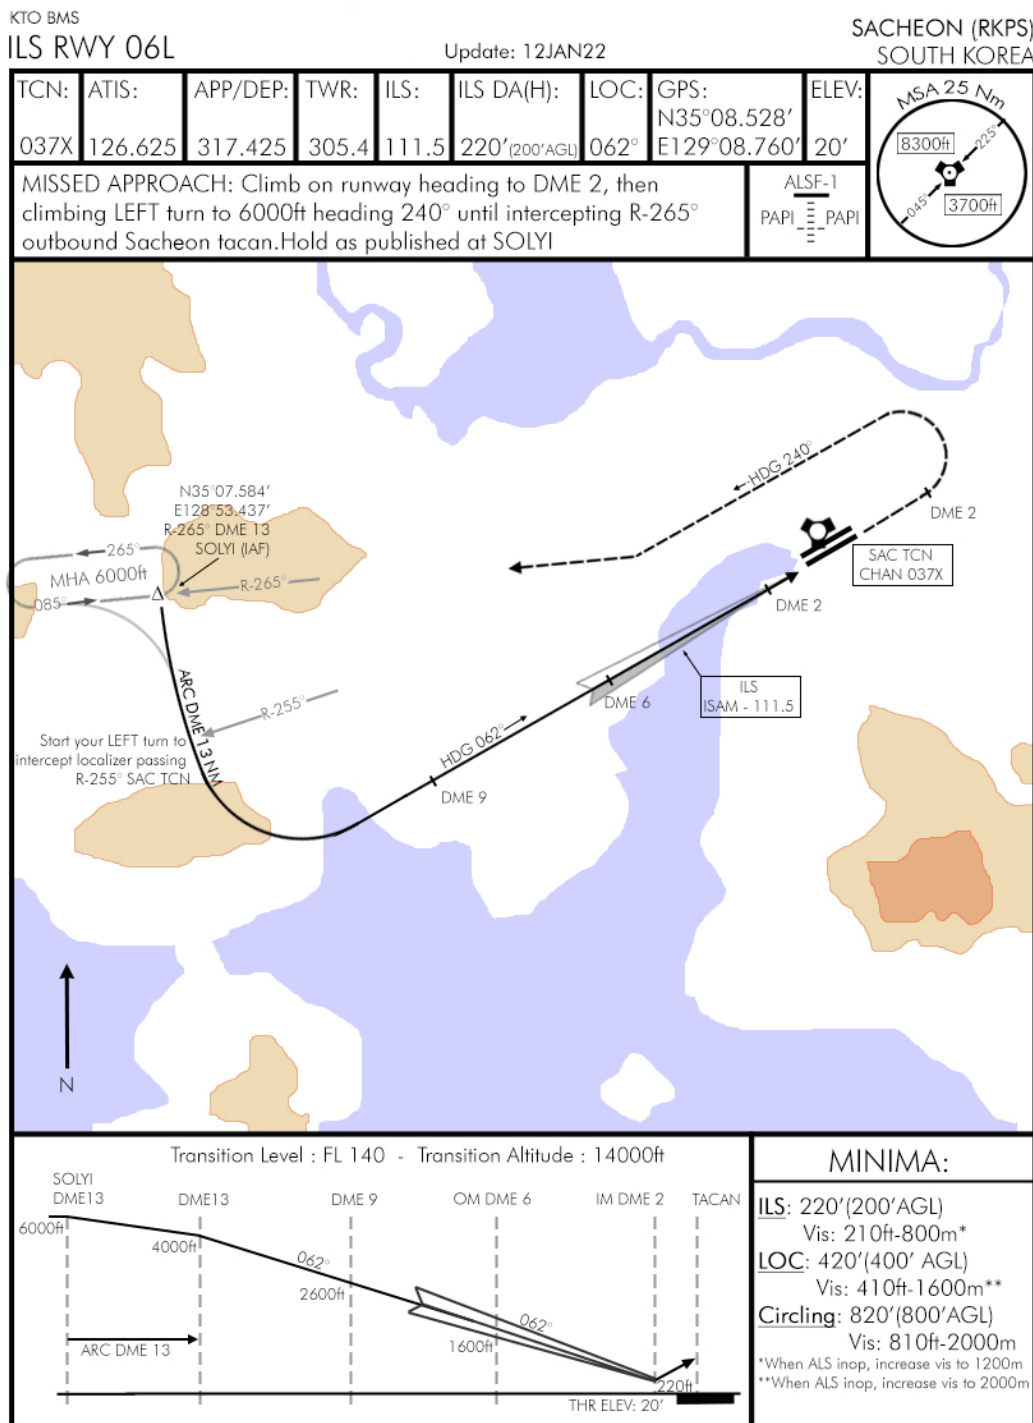 KTO BMS
ILS RWY 06L
Update: 12JAN22
SACHEON (RKPS)
SOUTH KOREA
TCN: ATIS: APP/DEP: TWR: ILS: ILS DA(H): LOC: GPS: ELEV:
N35°08.528'
037X 126.625 317.425 305.4 111.5 220'(200'AGL) 062° E129°08.760' 20'
MSA 25 Nm
8300ft
225°
045°
3700ft
MISSED APPROACH: Climb on runway heading to DME 2, then
climbing LEFT turn to 6000ft heading 240° until intercepting R-265°
outbound Sacheon tacan.Hold as published at SOLYI
ALSF-1
PAPI PAPI
HDG 240°
N35°07.584'
E128°53.437'
R-265° DME 13
SOLYI (IAF)
DME 2
265°
MHA 6000ft
085°
R-265°
SAC TCN
CHAN 037X
DME 2
ARC DME 13 NM
R-255°
ILS
ISAM - 111.5
DME 6
Start your LEFT turn to
intercept localizer passing
R-255° SAC TCN
HDG 062°
DME 9
N
Transition Level : FL 140 - Transition Altitude : 14000ft
SOLYI
DME13 DME13 DME 9 OM DME 6 IM DME 2 TACAN
6000ft
4000ft
062°
2600ft
062°
1600ft
ARC DME 13
220ft
THR ELEV: 20'
MINIMA:
ILS: 220'(200'AGL)
Vis: 210ft-800m*
LOC: 420'(400' AGL)
Vis: 410ft-1600m**
Circling: 820'(800'AGL)
Vis: 810ft-2000m
*When ALS inop, increase vis to 1200m
**When ALS inop, increase vis to 2000m